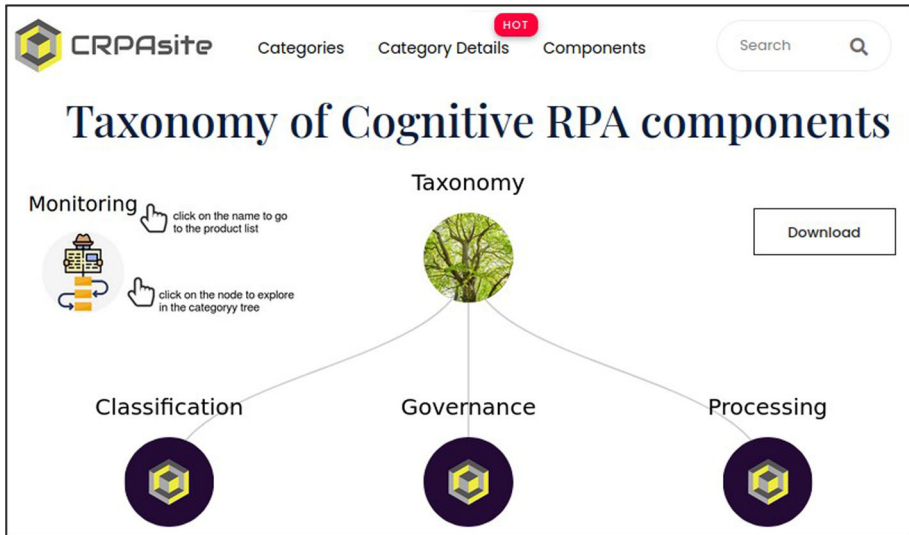 CRPAsite
Categories
Category Details
HOT
Components
Search
Taxonomy of Cognitive RPA components
Taxonomy
Monitoring
click on the name to go
to the product list
click on the node to explore
in the categoryy tree
Download
Classification
Governance
Processing